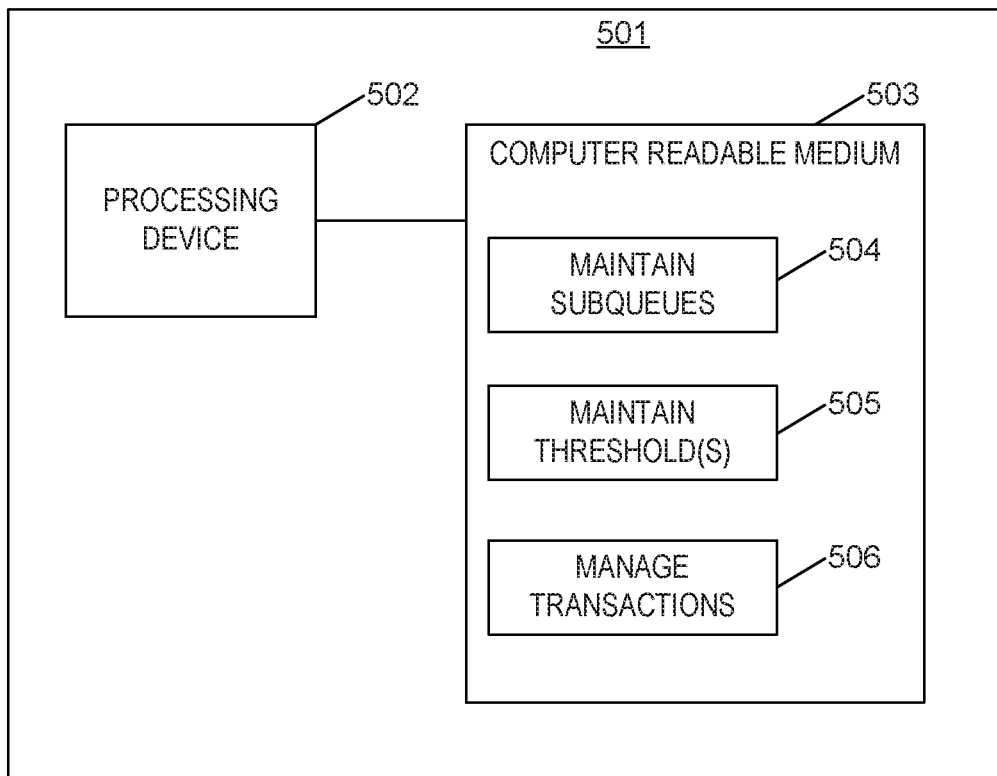 501
502
PROCESSING
DEVICE
503
COMPUTER READABLE MEDIUM
504
MAINTAIN
SUBQUEUES
505
MAINTAIN
THRESHOLD(S)
506
MANAGE
TRANSACTIONS